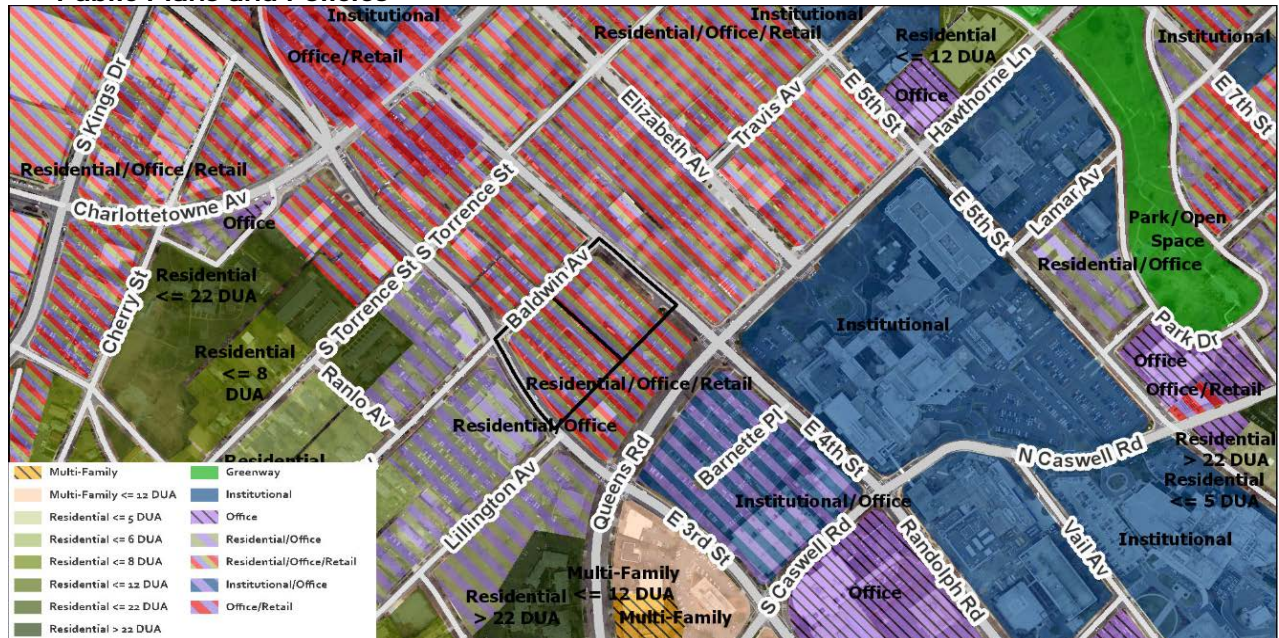 Institutional
Institutional
Residential
<= 12 DUA
Institutional
Office/Retail
Residential/Office/Retail
Office
E 5th St
Hawthorne Ln
E 7th St
S Kings Dr
Elizabeth Av
Travis Av
Residential/Office/Retail
Charlottetowne Av
Office
S Torrence St
E 5th St
Lamar Av
Park/Open
Space
Residential/Office
Residential
<= 22 DUA
Baldwin Av
Cherry St
S Torrence St
Institutional
Park Dr
Residential
<= 8
DUA
Office
Ranlo Av
Residential/Office/Retail
Office/Retail
Residential/Office
Barnette Pl
E 4th St
N Caswell Rd
Residential
> 22 DUA
Residential
<= 5 DUA
Lillington Av
Queens Rd
Institutional/Office
E 3rd St
S Caswell Rd
Randolph Rd
Vail Av
Institutional
Multi-Family
<= 12 DUA
Residential
> 22 DUA
Multi-Family
Office
Multi-Family
Multi-Family <= 12 DUA
Residential <= 5 DUA
Residential <= 6 DUA
Residential <= 8 DUA
Residential <= 12 DUA
Residential <= 22 DUA
Residential > 22 DUA
Greenway
Institutional
Office
Residential/Office
Residential/Office/Retail
Institutional/Office
Office/Retail